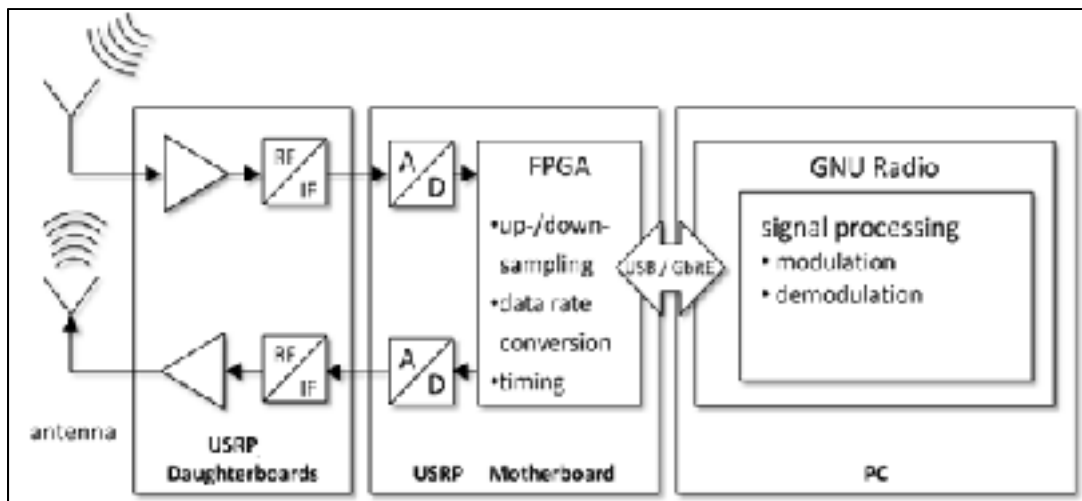 RF
IF
A
D
FPGA
•up-/down-
sampling
•data rate
conversion
•timing
USB / GbitE
GNU Radio
signal processing
• modulation
• demodulation
RF
IF
A
D
antenna
USRP
Daughterboards
USRP Motherboard
PC